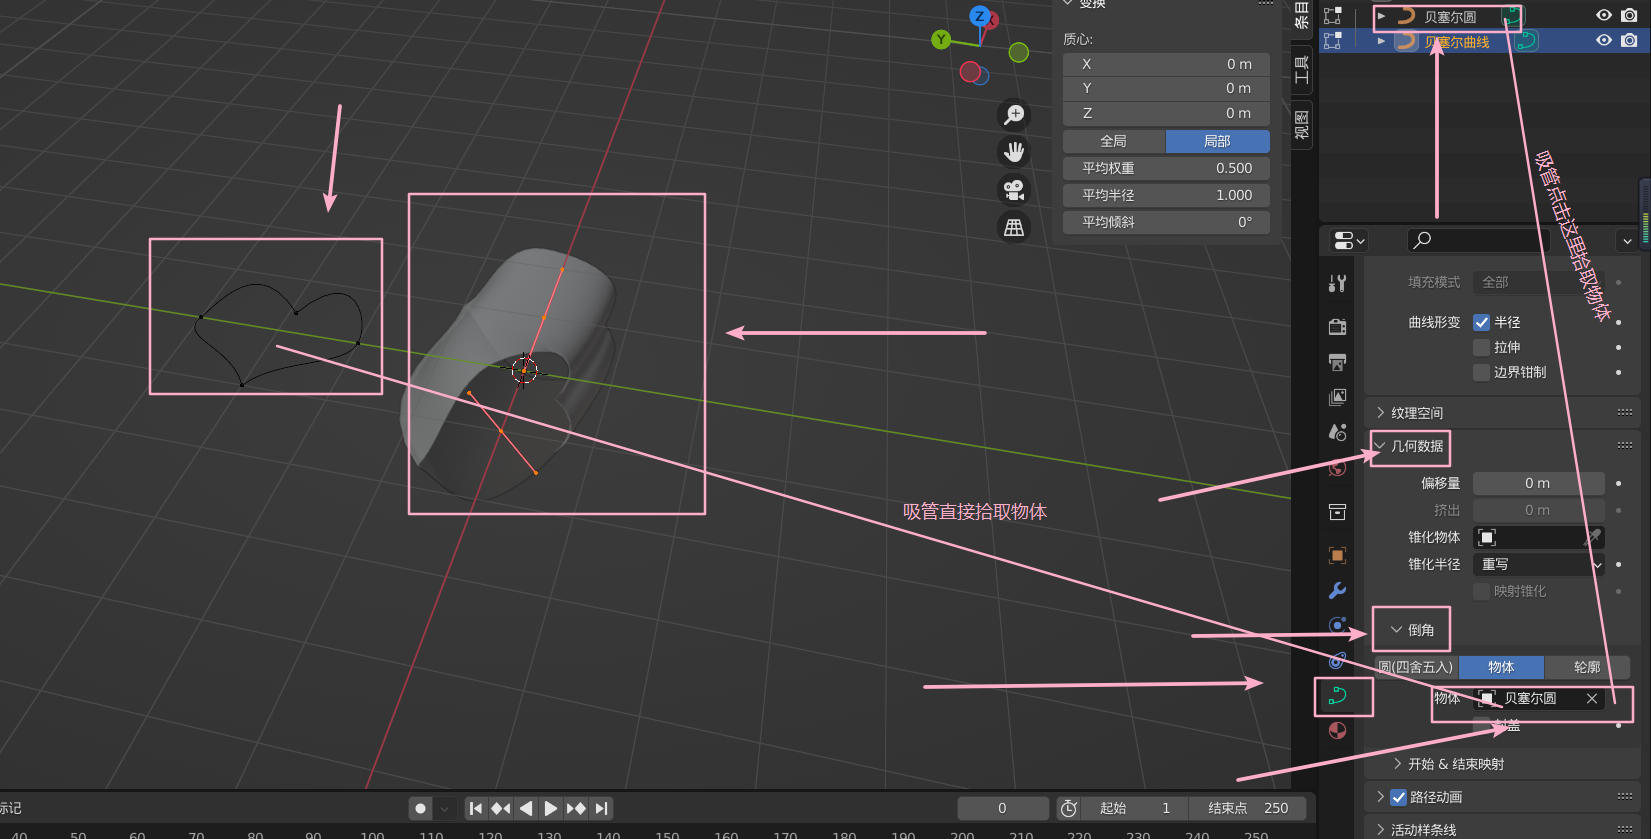 变换
质心:
X 0 m
Y 0 m
Z 0 m
全局 局部
平均权重 0.500
平均半径 1.000
平均倾斜 0°
条目
工具
视图
Z
Y
X
贝塞尔圆
贝塞尔曲线
吸管点击这里拾取物体
吸管直接拾取物体
填充模式 全部
曲线形变 半径
拉伸
边界钳制
纹理空间
几何数据
偏移量 0 m
挤出 0 m
锥化物体
锥化半径 重写
映射锥化
倒角
圆(四舍五入) 物体 轮廓
物体 贝塞尔圆
封盖
开始 & 结束映射
路径动画
活动样条线
标记
0 起始 1 结束点 250
40 50 60 70 80 90 100 110 120 130 140 150 160 170 180 190 200 210 220 230 240 250